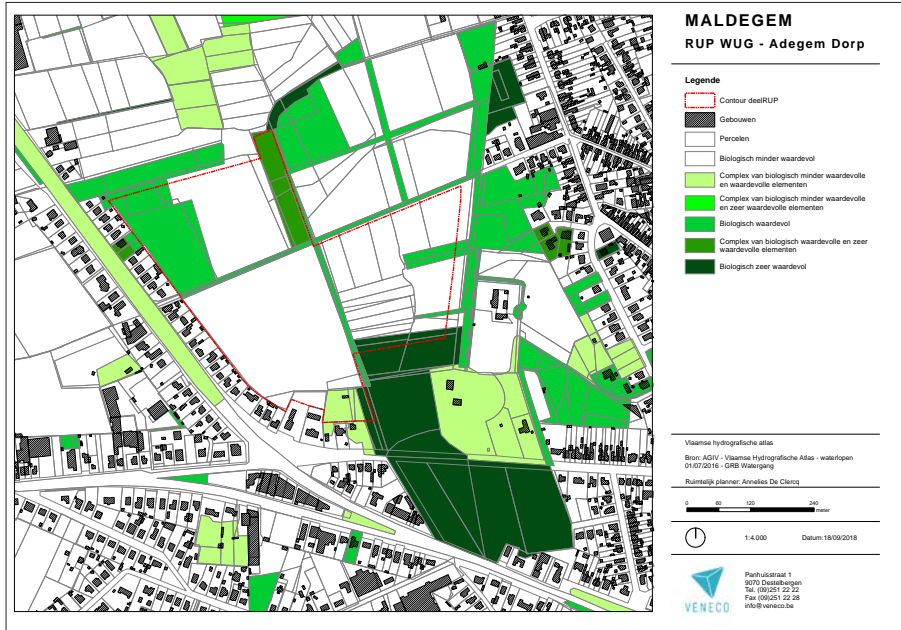 MALDEGEM
RUP WUG - Adegem Dorp
Legende
Contour deelRUP
Gebouwen
Percelen
Biologisch minder waardevol
Complex van biologisch minder waardevolle
en waardevolle elementen
Complex van biologisch minder waardevolle
en zeer waardevolle elementen
Biologisch waardevol
Complex van biologisch waardevolle en zeer
waardevolle elementen
Biologisch zeer waardevol
Vlaamse hydrografische atlas
Bron: AGIV - Vlaamse Hydrografische Atlas - waterlopen
01/07/2016 - GRB Watergang
Ruimtelijk planner: Annelies De Clercq
0 60 120 240
meter
1:4.000 Datum:18/09/2018
Panhuisstraat 1
9070 Destelbergen
Tel. (09)251 22 22
Fax (09)251 22 28
info@veneco.be
VENECO